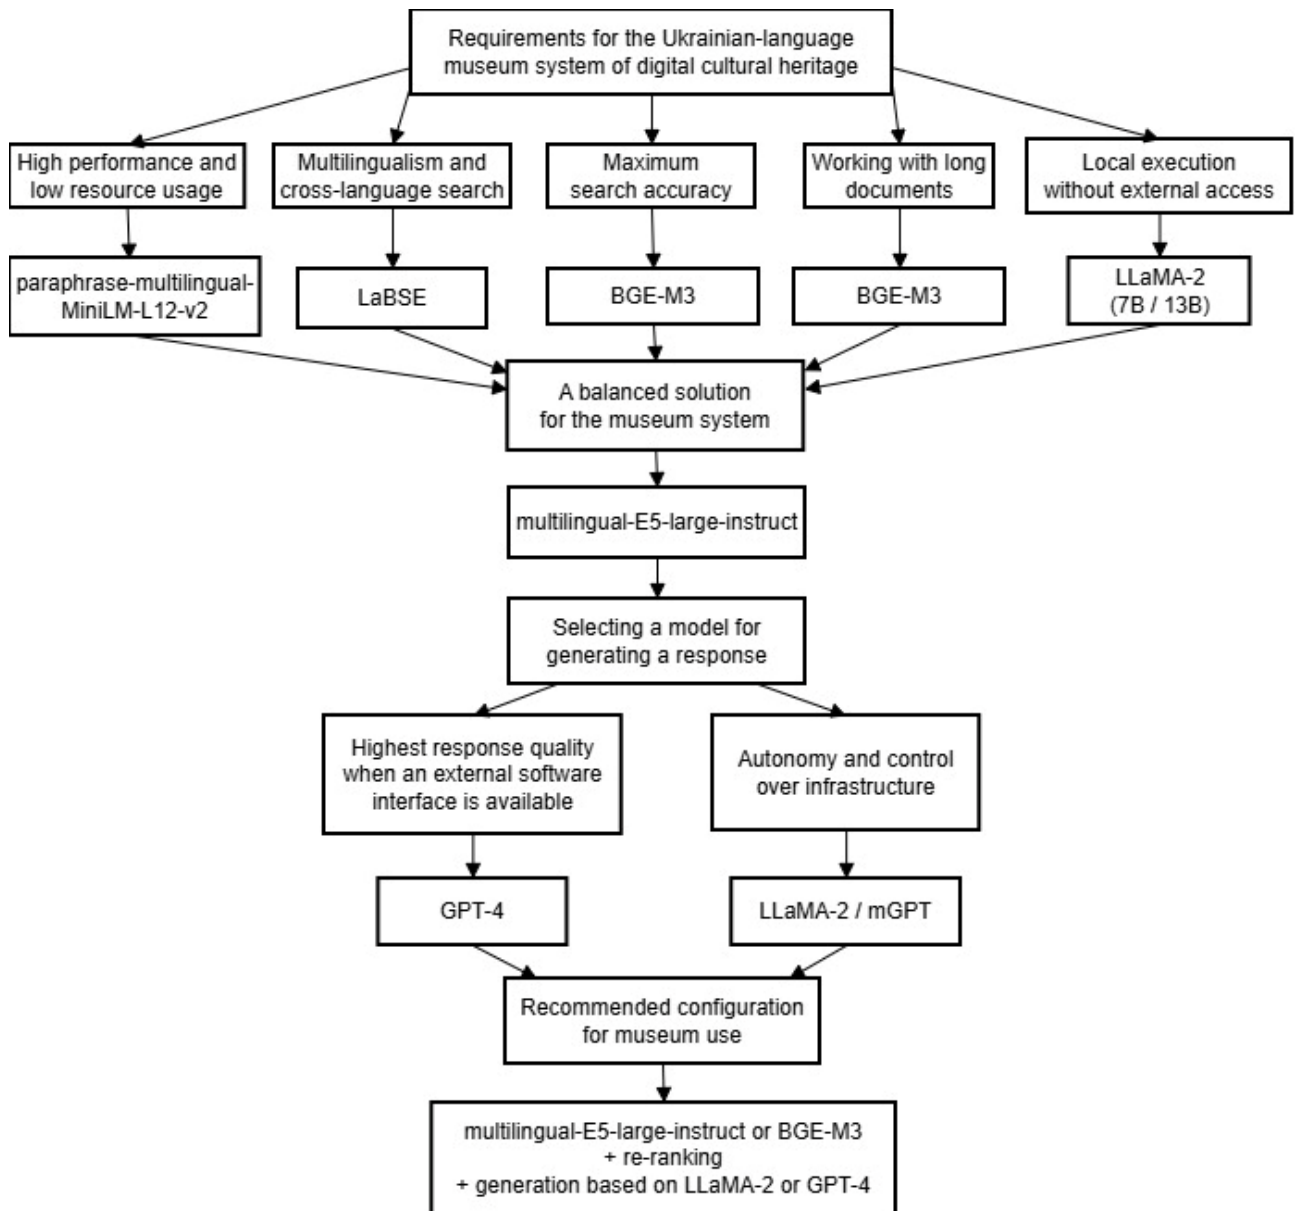 Requirements for the Ukrainian-language
museum system of digital cultural heritage
High performance and
low resource usage
Multilingualism and
cross-language search
Maximum
search accuracy
Working with long
documents
Local execution
without external access
paraphrase-multilingual-
MiniLM-L12-v2
LaBSE
BGE-M3
BGE-M3
LLaMA-2
(7B / 13B)
A balanced solution
for the museum system
multilingual-E5-large-instruct
Selecting a model for
generating a response
Highest response quality
when an external software
interface is available
Autonomy and control
over infrastructure
GPT-4
LLaMA-2 / mGPT
Recommended configuration
for museum use
multilingual-E5-large-instruct or BGE-M3
+ re-ranking
+ generation based on LLaMA-2 or GPT-4